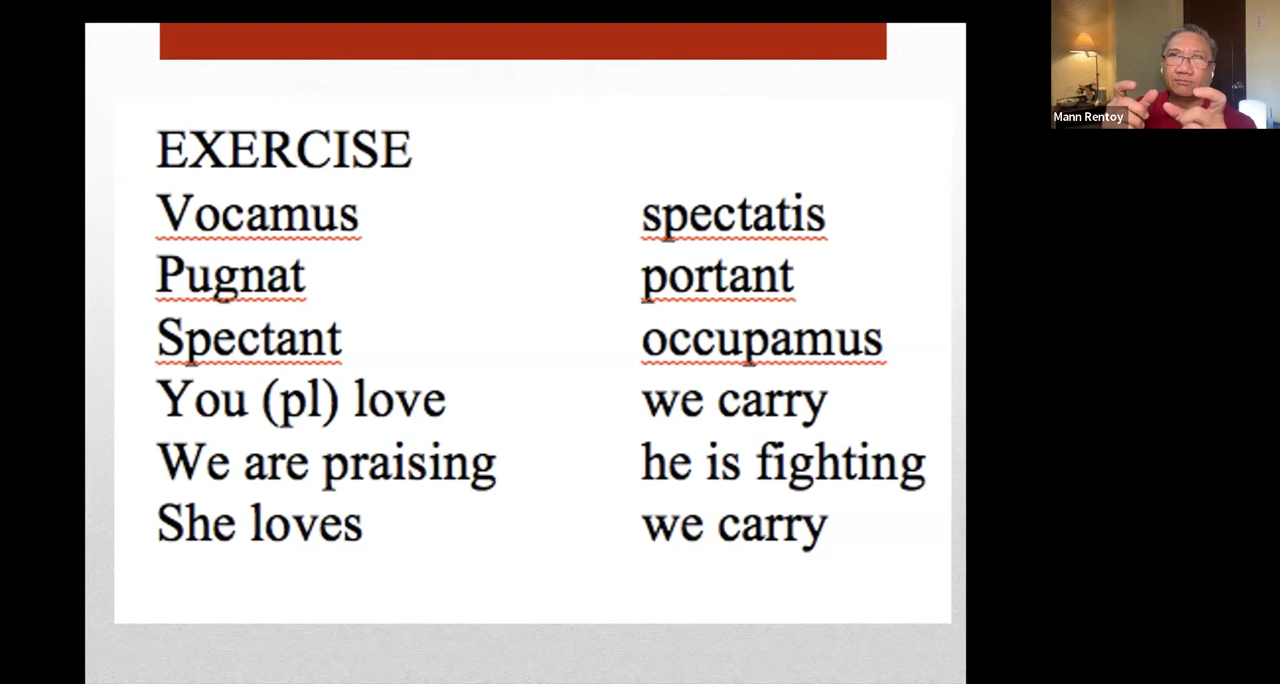 EXERCISE
Vocamus spectatis
Pugnat portant
Spectant occupamus
You (pl) love we carry
We are praising he is fighting
She loves we carry
Mann Rentoy